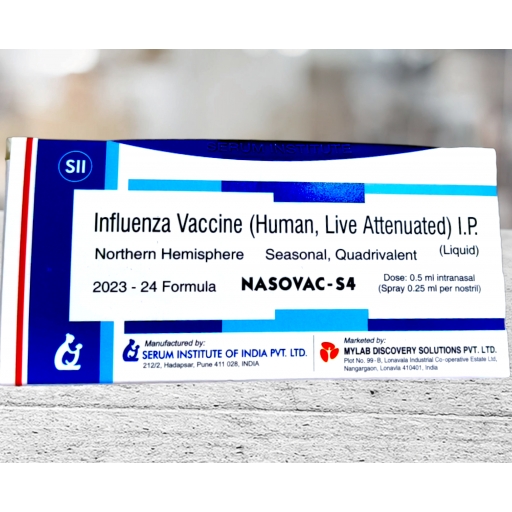 SERUM INSTITUTE
SII
Influenza Vaccine (Human, Live Attenuated) I.P.
Northern Hemisphere Seasonal, Quadrivalent (Liquid)
2023 - 24 Formula NASOVAC-S4 Dose: 0.5 ml intranasal
(Spray 0.25 ml per nostril)
Manufactured by:
SERUM INSTITUTE OF INDIA PVT. LTD.
212/2, Hadapsar, Pune 411 028, INDIA
Marketed by:
MYLAB DISCOVERY SOLUTIONS PVT. LTD.
Plot No. 99-B, Lonavala Industrial Co-operative Estate Ltd,
Nangargaon, Lonavla 410401, India